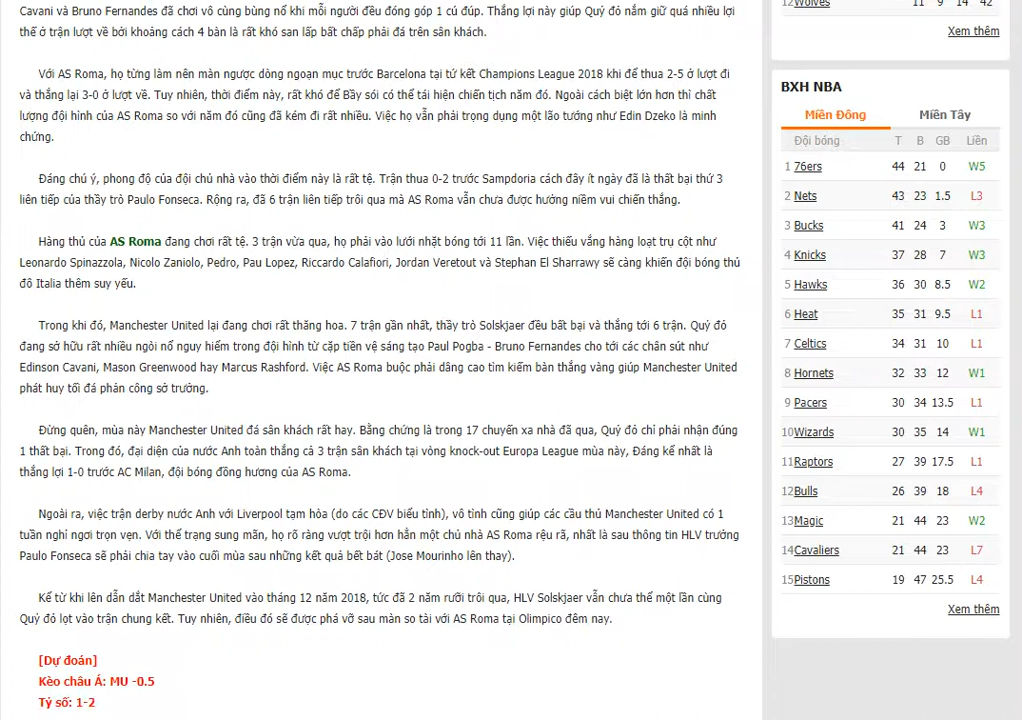 Cavani và Bruno Fernandes đã chơi vô cùng bùng nổ khi mỗi người đều đóng góp 1 cú đúp. Thắng lợi này giúp Quỷ đỏ nắm giữ quá nhiều lợi
thế ở trận lượt về bởi khoảng cách 4 bàn là rất khó san lấp bất chấp phải đá trên sân khách.
Với AS Roma, họ từng làm nên màn ngược dòng ngoạn mục trước Barcelona tại tứ kết Champions League 2018 khi để thua 2-5 ở lượt đi
và thắng lại 3-0 ở lượt về. Tuy nhiên, thời điểm này, rất khó để Bầy sói có thể tái hiện chiến tịch năm đó. Ngoài cách biệt lớn hơn thì chất
lượng đội hình của AS Roma so với năm đó cũng đã kém đi rất nhiều. Việc họ vẫn phải trọng dụng một lão tướng như Edin Dzeko là minh
chứng.
Đáng chú ý, phong độ của đội chủ nhà vào thời điểm này là rất tệ. Trận thua 0-2 trước Sampdoria cách đây ít ngày đã là thất bại thứ 3
liên tiếp của thầy trò Paulo Fonseca. Rộng ra, đã 6 trận liên tiếp trôi qua mà AS Roma vẫn chưa được hưởng niềm vui chiến thắng.
Hàng thủ của AS Roma đang chơi rất tệ. 3 trận vừa qua, họ phải vào lưới nhặt bóng tới 11 lần. Việc thiếu vắng hàng loạt trụ cột như
Leonardo Spinazzola, Nicolo Zaniolo, Pedro, Pau Lopez, Riccardo Calafiori, Jordan Veretout và Stephan El Sharrawy sẽ càng khiến đội bóng thủ
đô Italia thêm suy yếu.
Trong khi đó, Manchester United lại đang chơi rất thăng hoa. 7 trận gần nhất, thầy trò Solskjaer đều bất bại và thắng tới 6 trận. Quỷ đỏ
đang sở hữu rất nhiều ngòi nổ nguy hiểm trong đội hình từ cặp tiền vệ sáng tạo Paul Pogba - Bruno Fernandes cho tới các chân sút như
Edinson Cavani, Mason Greenwood hay Marcus Rashford. Việc AS Roma buộc phải dâng cao tìm kiếm bàn thắng vàng giúp Manchester United
phát huy tối đá phản công sở trường.
Đừng quên, mùa này Manchester United đá sân khách rất hay. Bằng chứng là trong 17 chuyến xa nhà đã qua, Quỷ đỏ chỉ phải nhận đúng
1 thất bại. Trong đó, đại diện của nước Anh toàn thắng cả 3 trận sân khách tại vòng knock-out Europa League mùa này, Đáng kể nhất là
thắng lợi 1-0 trước AC Milan, đội bóng đồng hương của AS Roma.
Ngoài ra, việc trận derby nước Anh với Liverpool tạm hòa (do các CĐV biểu tình), vô tình cũng giúp các cầu thủ Manchester United có 1
tuần nghỉ ngơi trọn vẹn. Với thể trạng sung mãn, họ rõ ràng vượt trội hơn hẳn một chủ nhà AS Roma rệu rã, nhất là sau thông tin HLV trưởng
Paulo Fonseca sẽ phải chia tay vào cuối mùa sau những kết quả bết bát (Jose Mourinho lên thay).
Kể từ khi lên dẫn dắt Manchester United vào tháng 12 năm 2018, tức đã 2 năm rưỡi trôi qua, HLV Solskjaer vẫn chưa thể một lần cùng
Quỷ đỏ lọt vào trận chung kết. Tuy nhiên, điều đó sẽ được phá vỡ sau màn so tài với AS Roma tại Olimpico đêm nay.
[Dự đoán]
Kèo châu Á: MU -0.5
Tỷ số: 1-2
12 Wolves 11 9 14 42
Xem thêm
BXH NBA
Miền Đông Miền Tây
Đội bóng T B GB Liên
1 76ers 44 21 0 W5
2 Nets 43 23 1.5 L3
3 Bucks 41 24 3 W3
4 Knicks 37 28 7 W3
5 Hawks 36 30 8.5 W2
6 Heat 35 31 9.5 L1
7 Celtics 34 31 10 L1
8 Hornets 32 33 12 W1
9 Pacers 30 34 13.5 L1
10 Wizards 30 35 14 W1
11 Raptors 27 39 17.5 L1
12 Bulls 26 39 18 L4
13 Magic 21 44 23 W2
14 Cavaliers 21 44 23 L7
15 Pistons 19 47 25.5 L4
Xem thêm